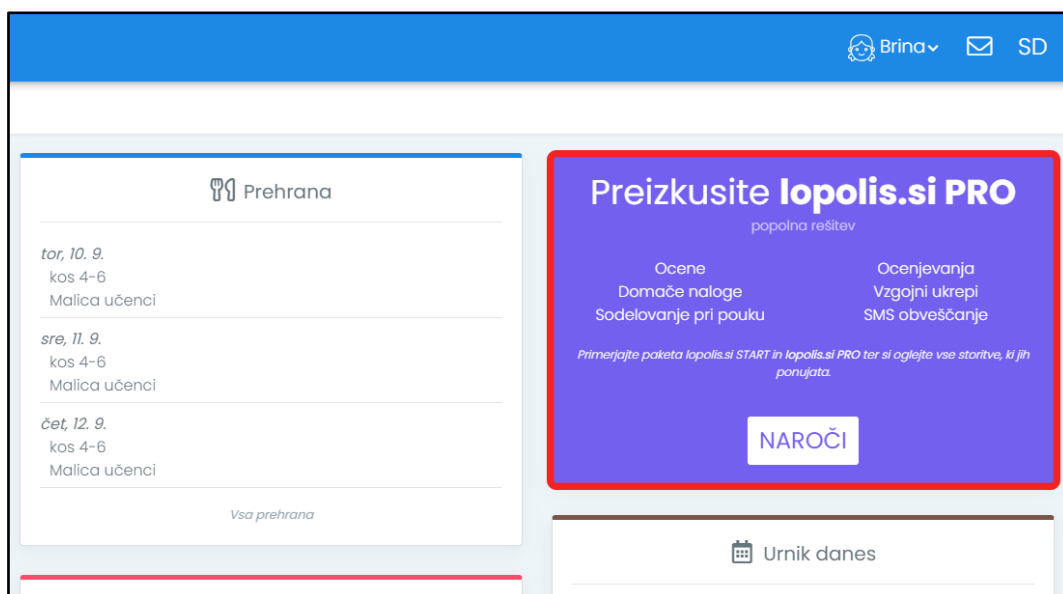 Brina
SD
Prehrana
tor, 10. 9.
kos 4-6
Malica učenci
sre, 11. 9.
kos 4-6
Malica učenci
čet, 12. 9.
kos 4-6
Malica učenci
Vsa prehrana
Preizkusite lopolis.si PRO
popolna rešitev
Ocene
Domače naloge
Sodelovanje pri pouku
Ocenjevanja
Vzgojni ukrepi
SMS obveščanje
Primerjajte paketa lopolis.si START in lopolis.si PRO ter si oglejte vse storitve, ki jih
ponujata.
NAROČI
Urnik danes